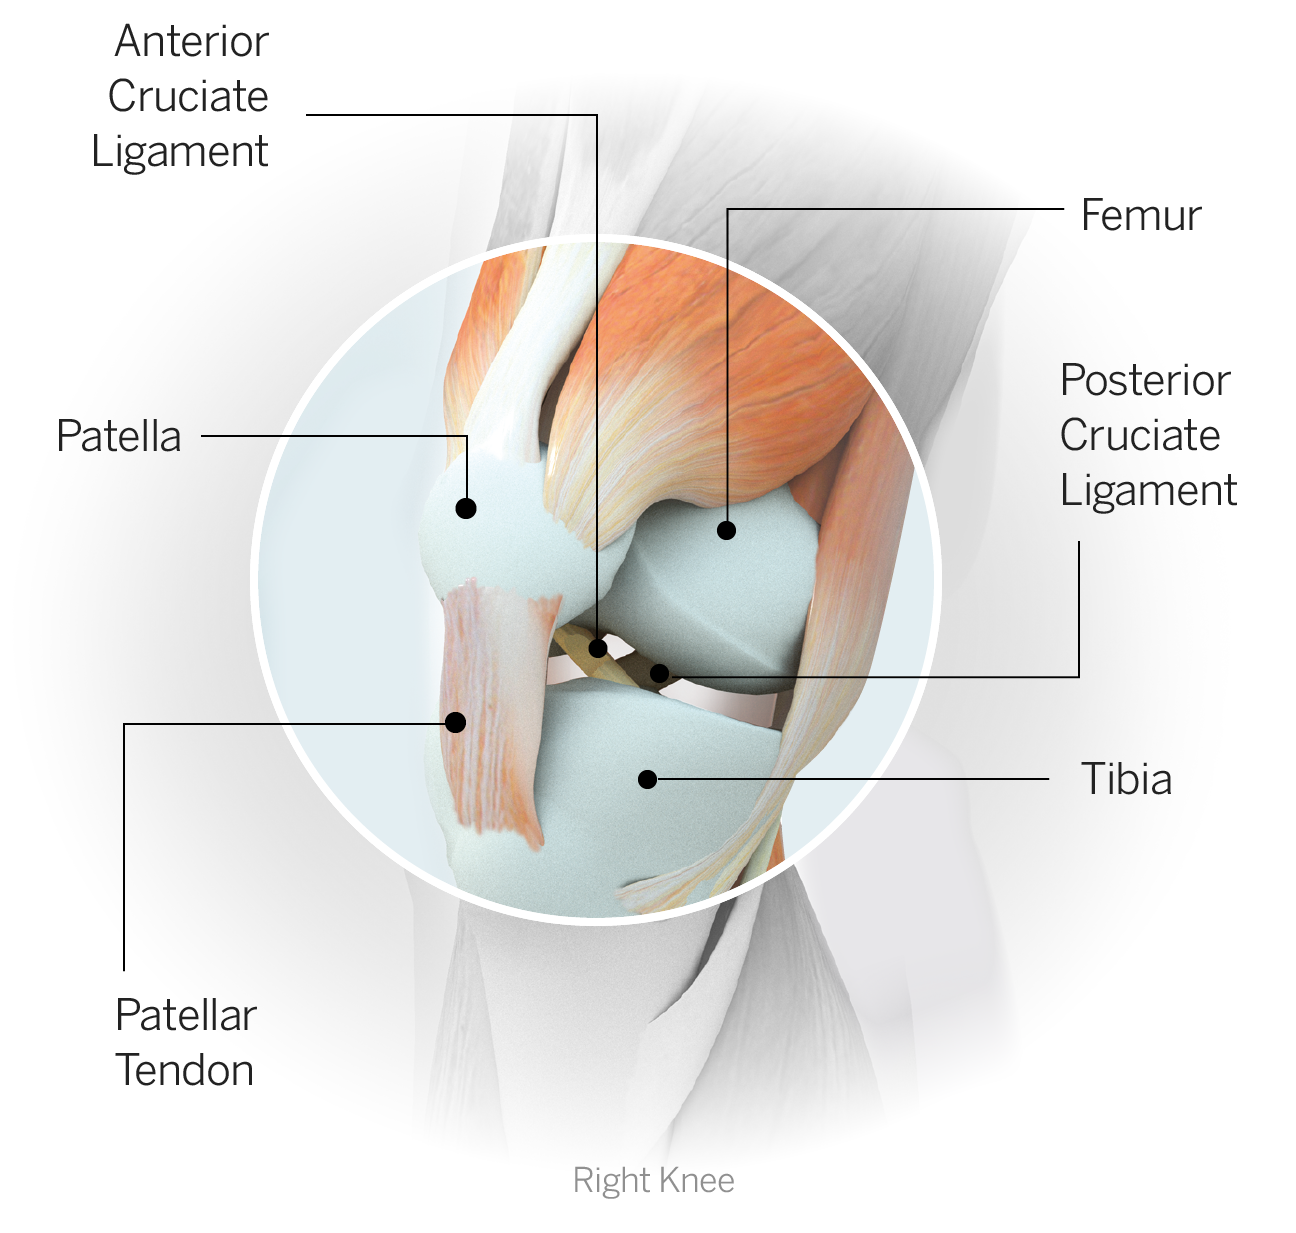 Anterior
Cruciate
Ligament
Femur
Posterior
Cruciate
Ligament
Patella
Tibia
Patellar
Tendon
Right Knee